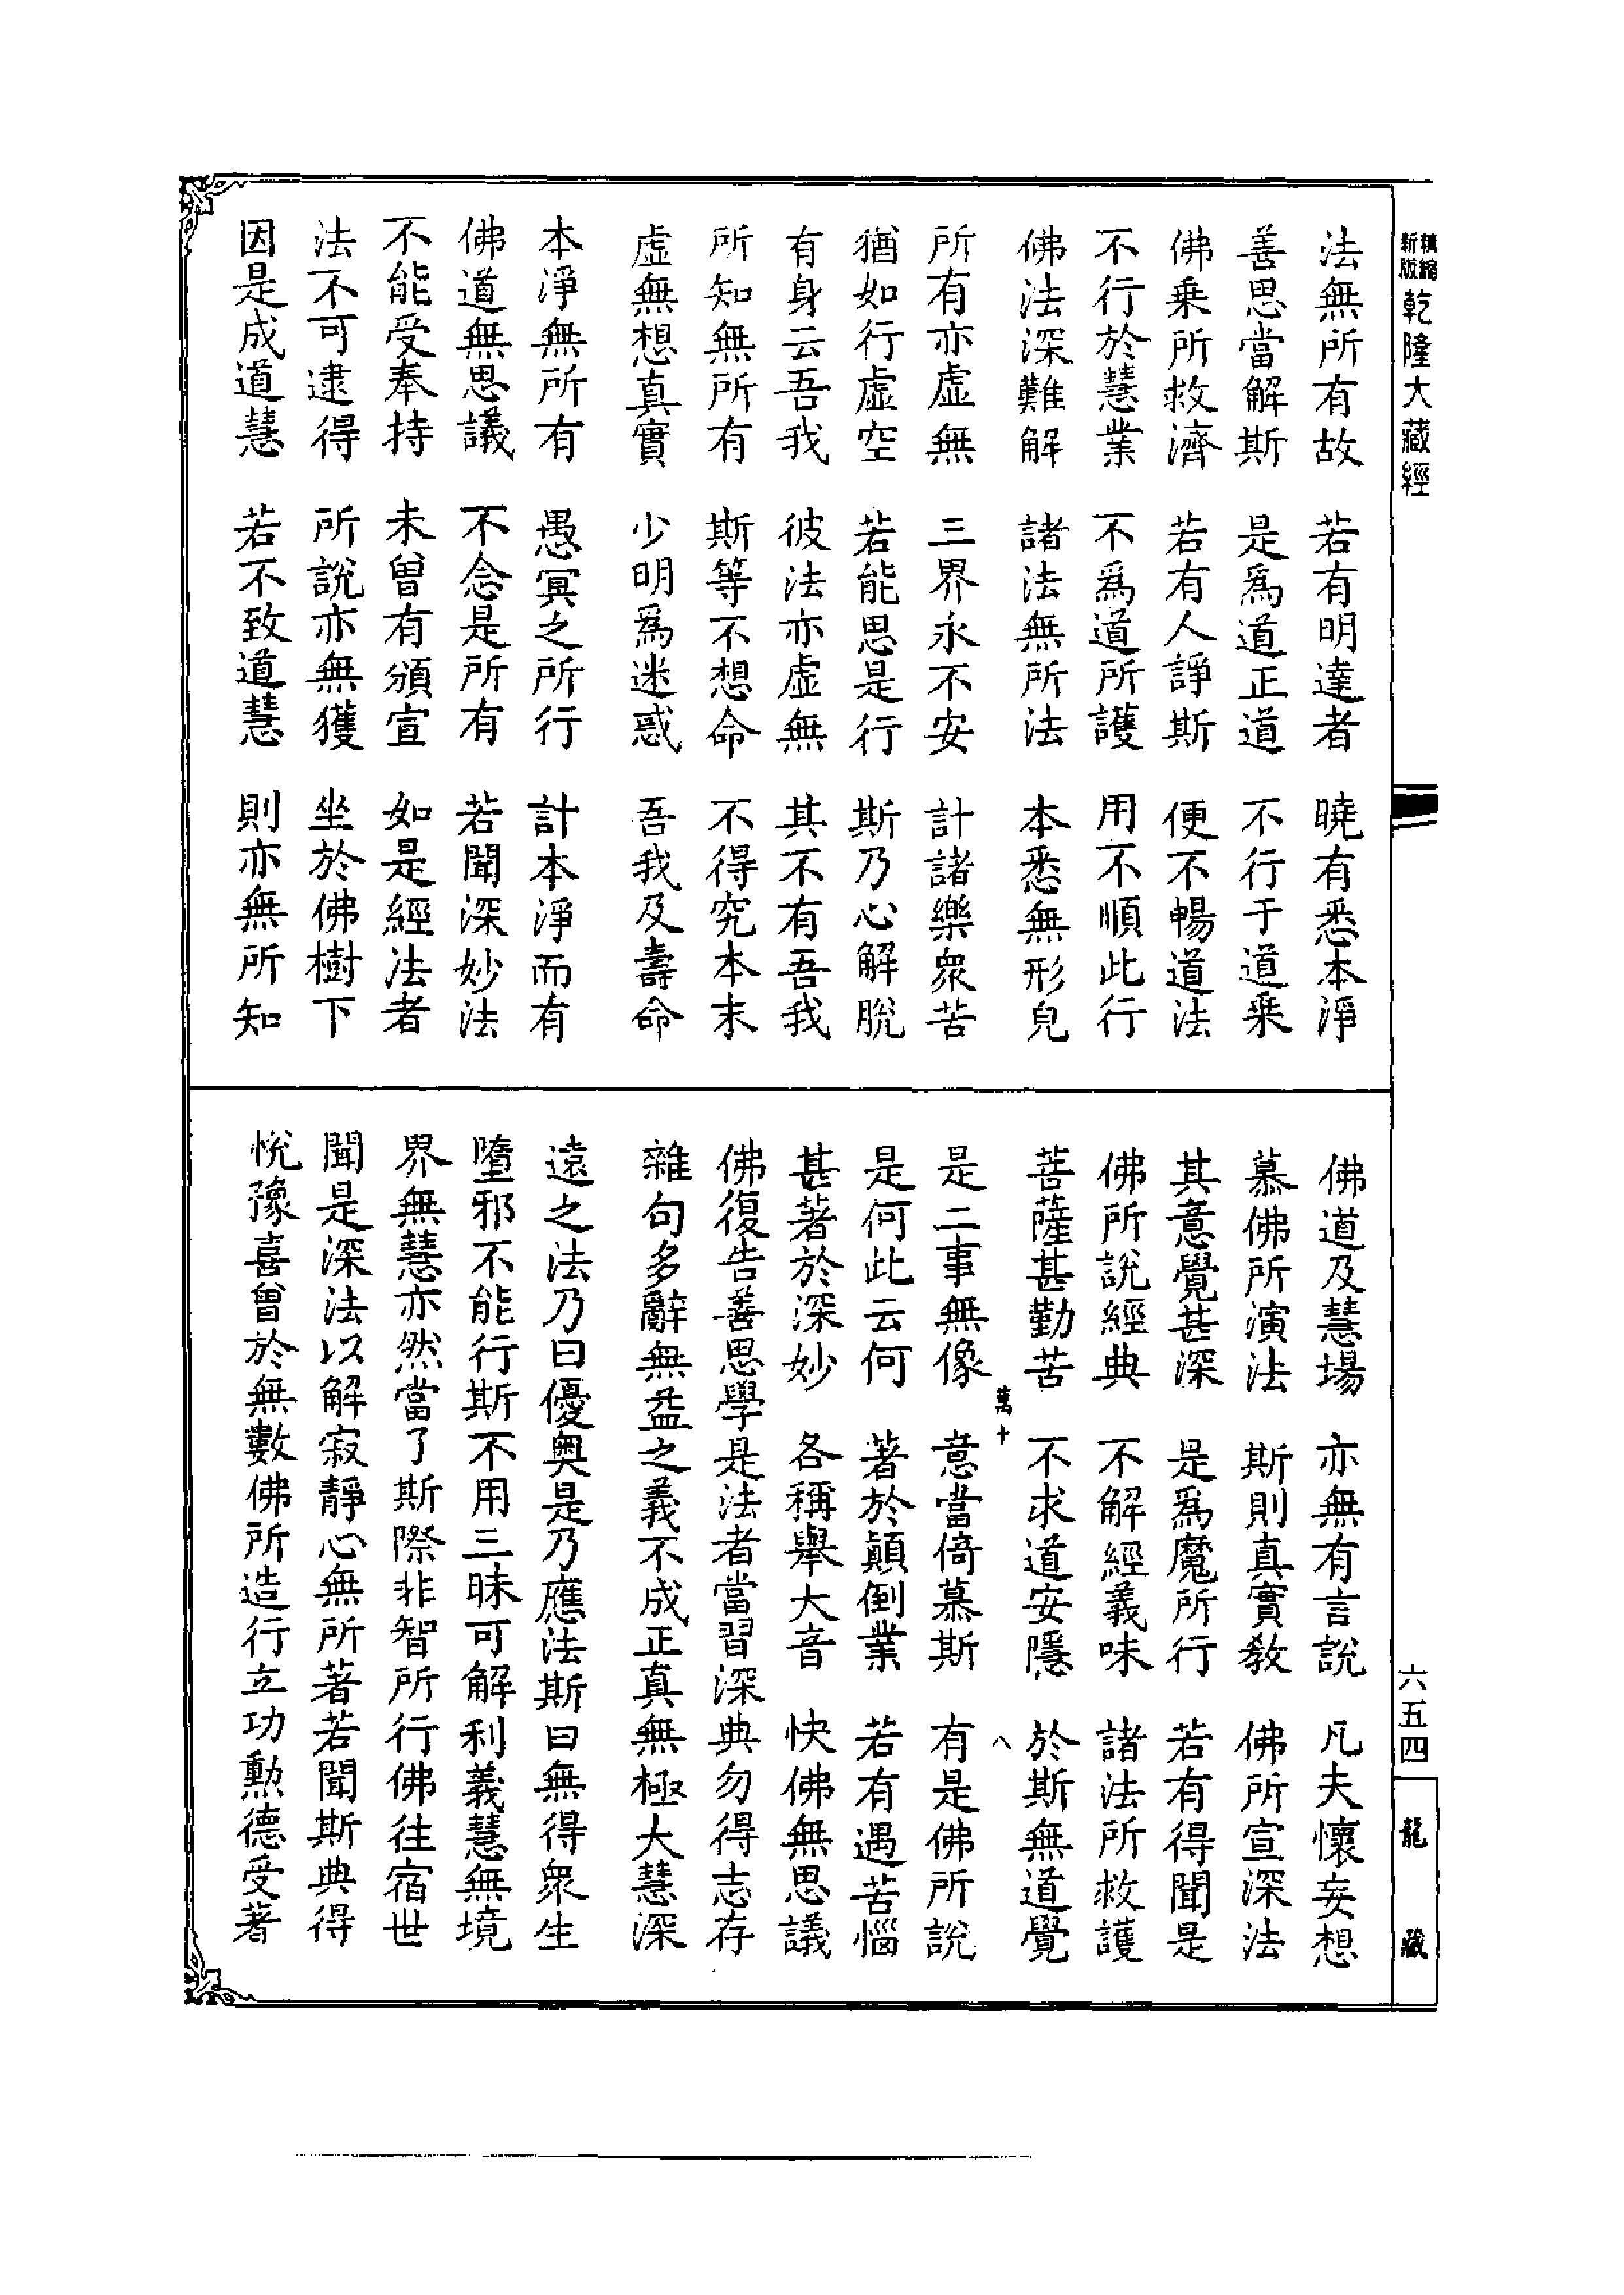 精縮新版乾隆大藏經
法無所有故 若有明達者 曉有悉本淨
善思當解斯 是爲道正道 不行于道乘
佛乘所救濟 若有人諍斯 便不暢道法
不行於慧業 不爲道所護 用不順此行
佛法深難解 諸法無所法 本悉無形皃
所有亦虛無 三界永不安 計諸樂衆苦
猶如行虛空 若能思是行 斯乃心解脫
有身云吾我 彼法亦虛無 其不有吾我
所知無所有 斯等不想命 不得究本末
虛無想真實 少明爲迷惑 吾我及壽命
本淨無所有 愚冥之所行 計本淨而有
佛道無思議 不念是所有 若聞深妙法
不能受奉持 未曾有頒宣 如是經法者
法不可逮得 所說亦無獲 坐於佛樹下
因是成道慧 若不致道慧 則亦無所知
佛道及慧場 亦無有言說 凡夫懷妄想
慕佛所演法 斯則真實教 佛所宣深法
其意覺甚深 是爲魔所行 若有得聞是
佛所說經典 不解經義味 諸法所救護
菩薩甚勤苦 不求道安隱 於斯無道覺
萬十 八
是二事無像 意當倚慕斯 有是佛所說
是何此云何 著於顛倒業 若有遇苦惱
甚著於深妙 各稱舉大音 快佛無思議
佛復告善思學是法者當習深典勿得志存
雜句多辭無益之義不成正真無極大慧深
遠之法乃曰優奧是乃應法斯曰無得衆生
墮邪不能行斯不用三昧可解利義慧無境
界無慧亦然當了斯際非智所行佛往宿世
聞是深法以解寂靜心無所著若聞斯典得
悅豫喜曾於無數佛所造行立功勳德受著
六五四
龍藏